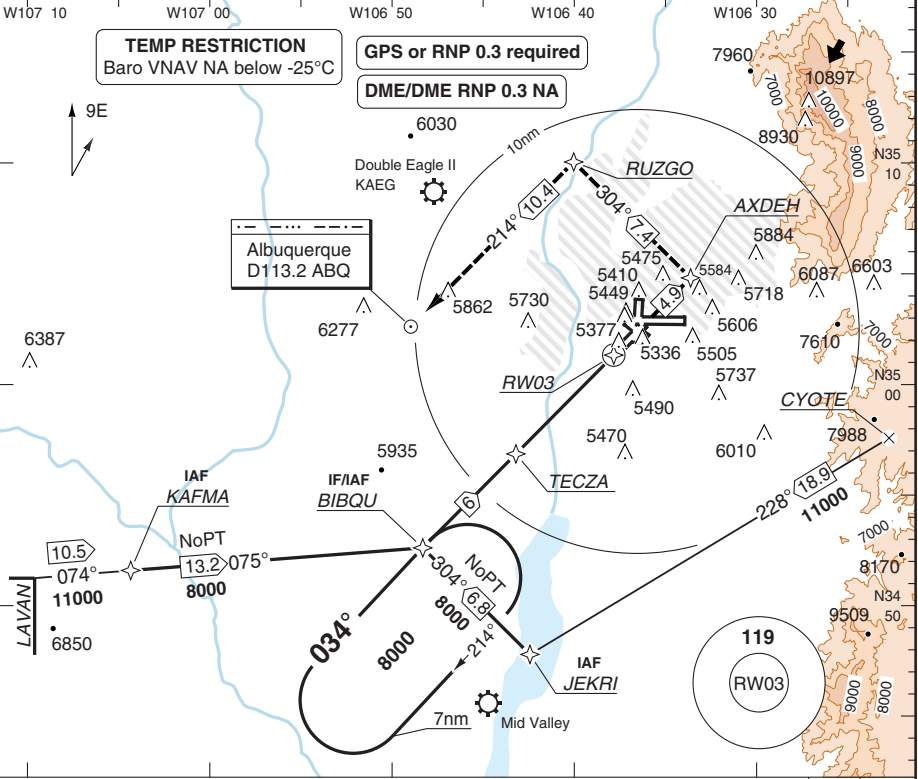 W107 10
W107 00
W106 50
W106 40
W106 30
TEMP RESTRICTION
Baro VNAV NA below -25°C
GPS or RNP 0.3 required
DME/DME RNP 0.3 NA
9E
7960
10897
7000
10000
8000
8930
9000
N35
10
6030
10nm
Double Eagle II
KAEG
RUZGO
10.4
214°
304°
7.4
AXDEH
5884
Albuquerque
D113.2 ABQ
5475
5584
5410
5449
5718
6087
6603
5862
5730
4.9
5606
6277
5377
5336
5505
7610
7000
6387
RW03
5737
N35
00
5490
CYOTE
7988
5470
6010
5935
TECZA
IAF
KAFMA
IF/IAF
BIBQU
6
18.9
228°
11000
7000
8170
10.5
074°
11000
NoPT
13.2
075°
8000
304°
NoPT
6.8
8000
N34
50
9509
LAVAN
6850
034°
8000
214°
IAF
JEKRI
119
RW03
9000
8000
7nm
Mid Valley